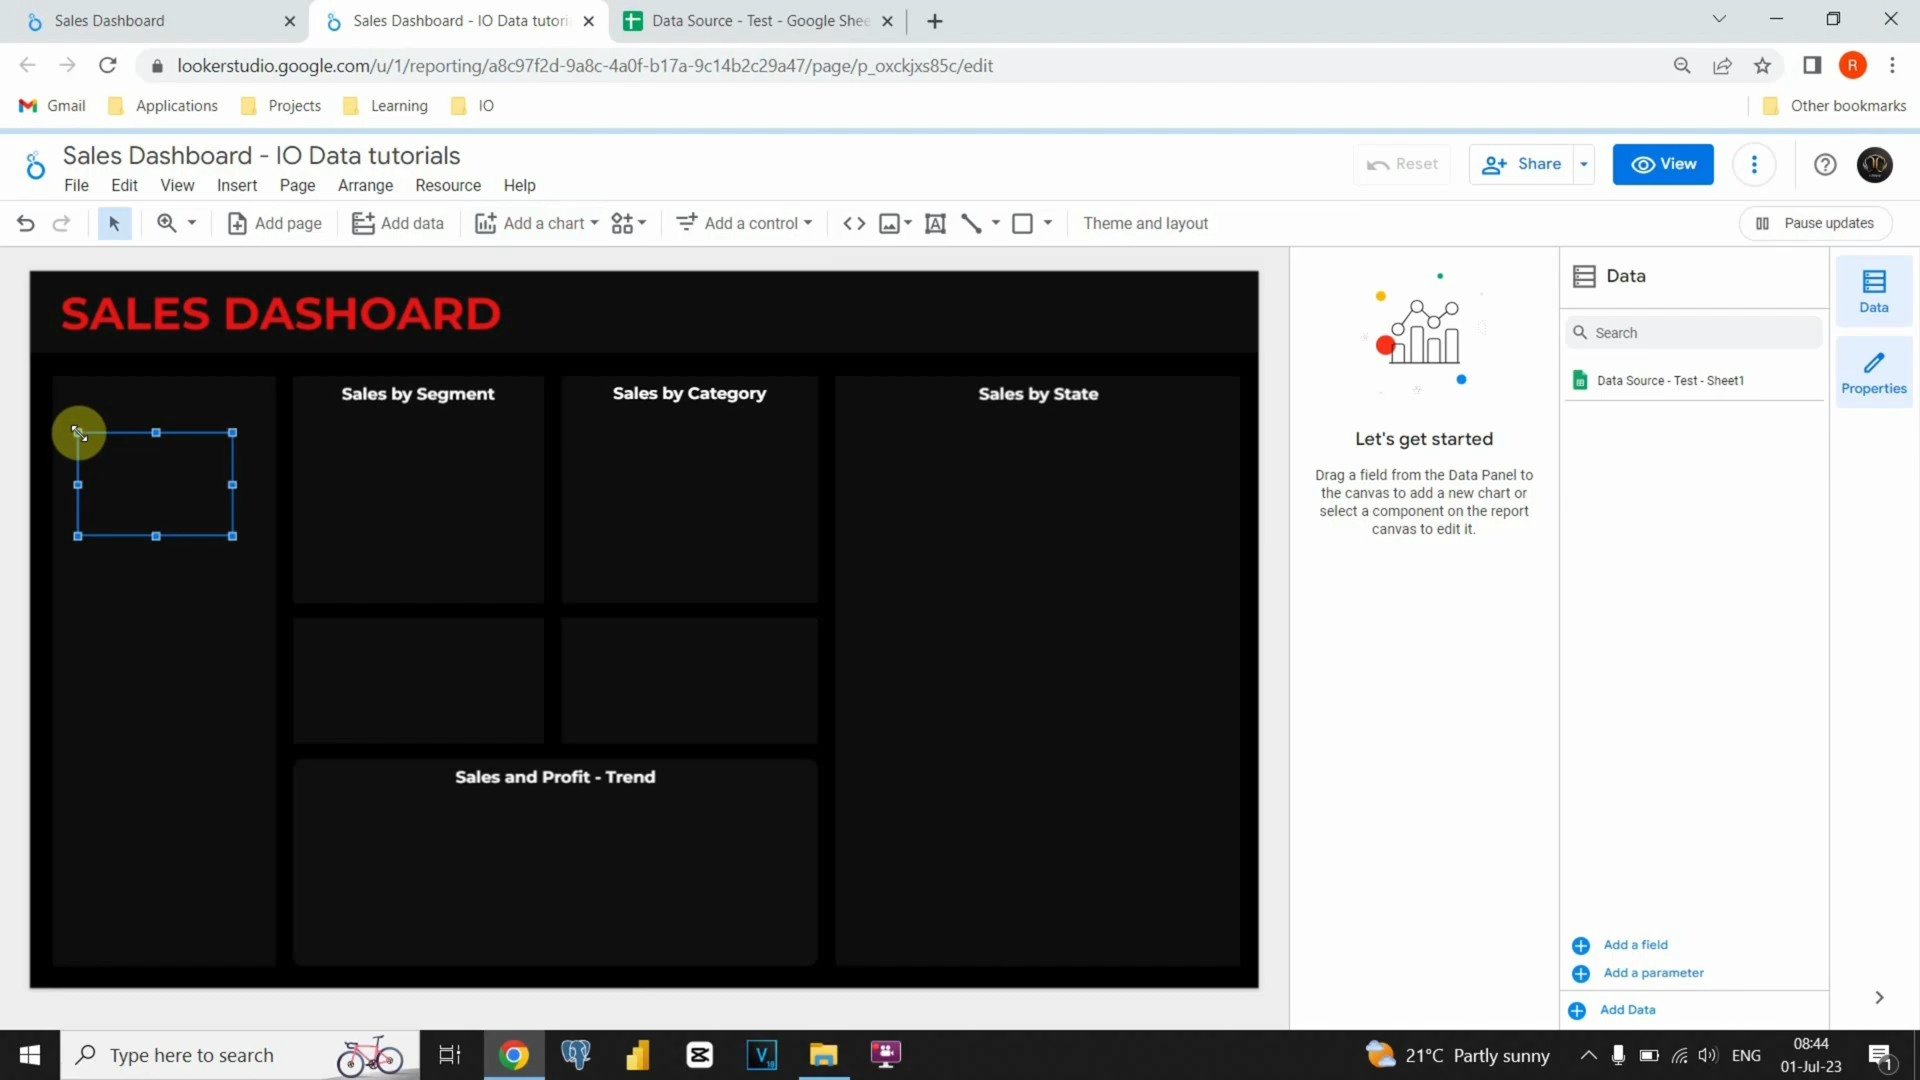 Sales Dashboard
Sales Dashboard - IO Data tutori
Data Source - Test - Google Shee
lookerstudio.google.com/u/1/reporting/a8c97f2d-9a8c-4a0f-b17a-9c14b2c29a47/page/p_oxckjxs85c/edit
R
Gmail
Applications
Projects
Learning
IO
Other bookmarks
Sales Dashboard - IO Data tutorials
File Edit View Insert Page Arrange Resource Help
Reset
Share
View
Add page
Add data
Add a chart
Add a control
Theme and layout
Pause updates
SALES DASHOARD
Sales by Segment
Sales by Category
Sales by State
Sales and Profit - Trend
Let's get started
Drag a field from the Data Panel to
the canvas to add a new chart or
select a component on the report
canvas to edit it.
Data
Search
Data Source - Test - Sheet1
Add a field
Add a parameter
Add Data
Data
Properties
Type here to search
21°C Partly sunny
ENG
08:44
01-Jul-23
1